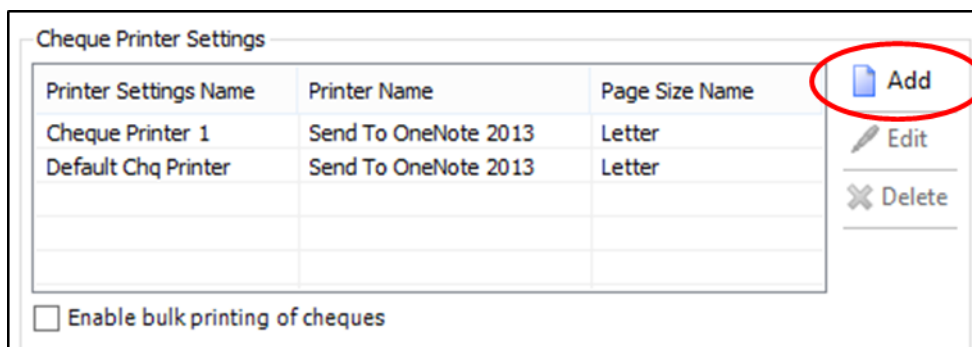 Cheque Printer Settings
Printer Settings Name Printer Name Page Size Name
Cheque Printer 1 Send To OneNote 2013 Letter
Default Chq Printer Send To OneNote 2013 Letter
Add
Edit
Delete
Enable bulk printing of cheques